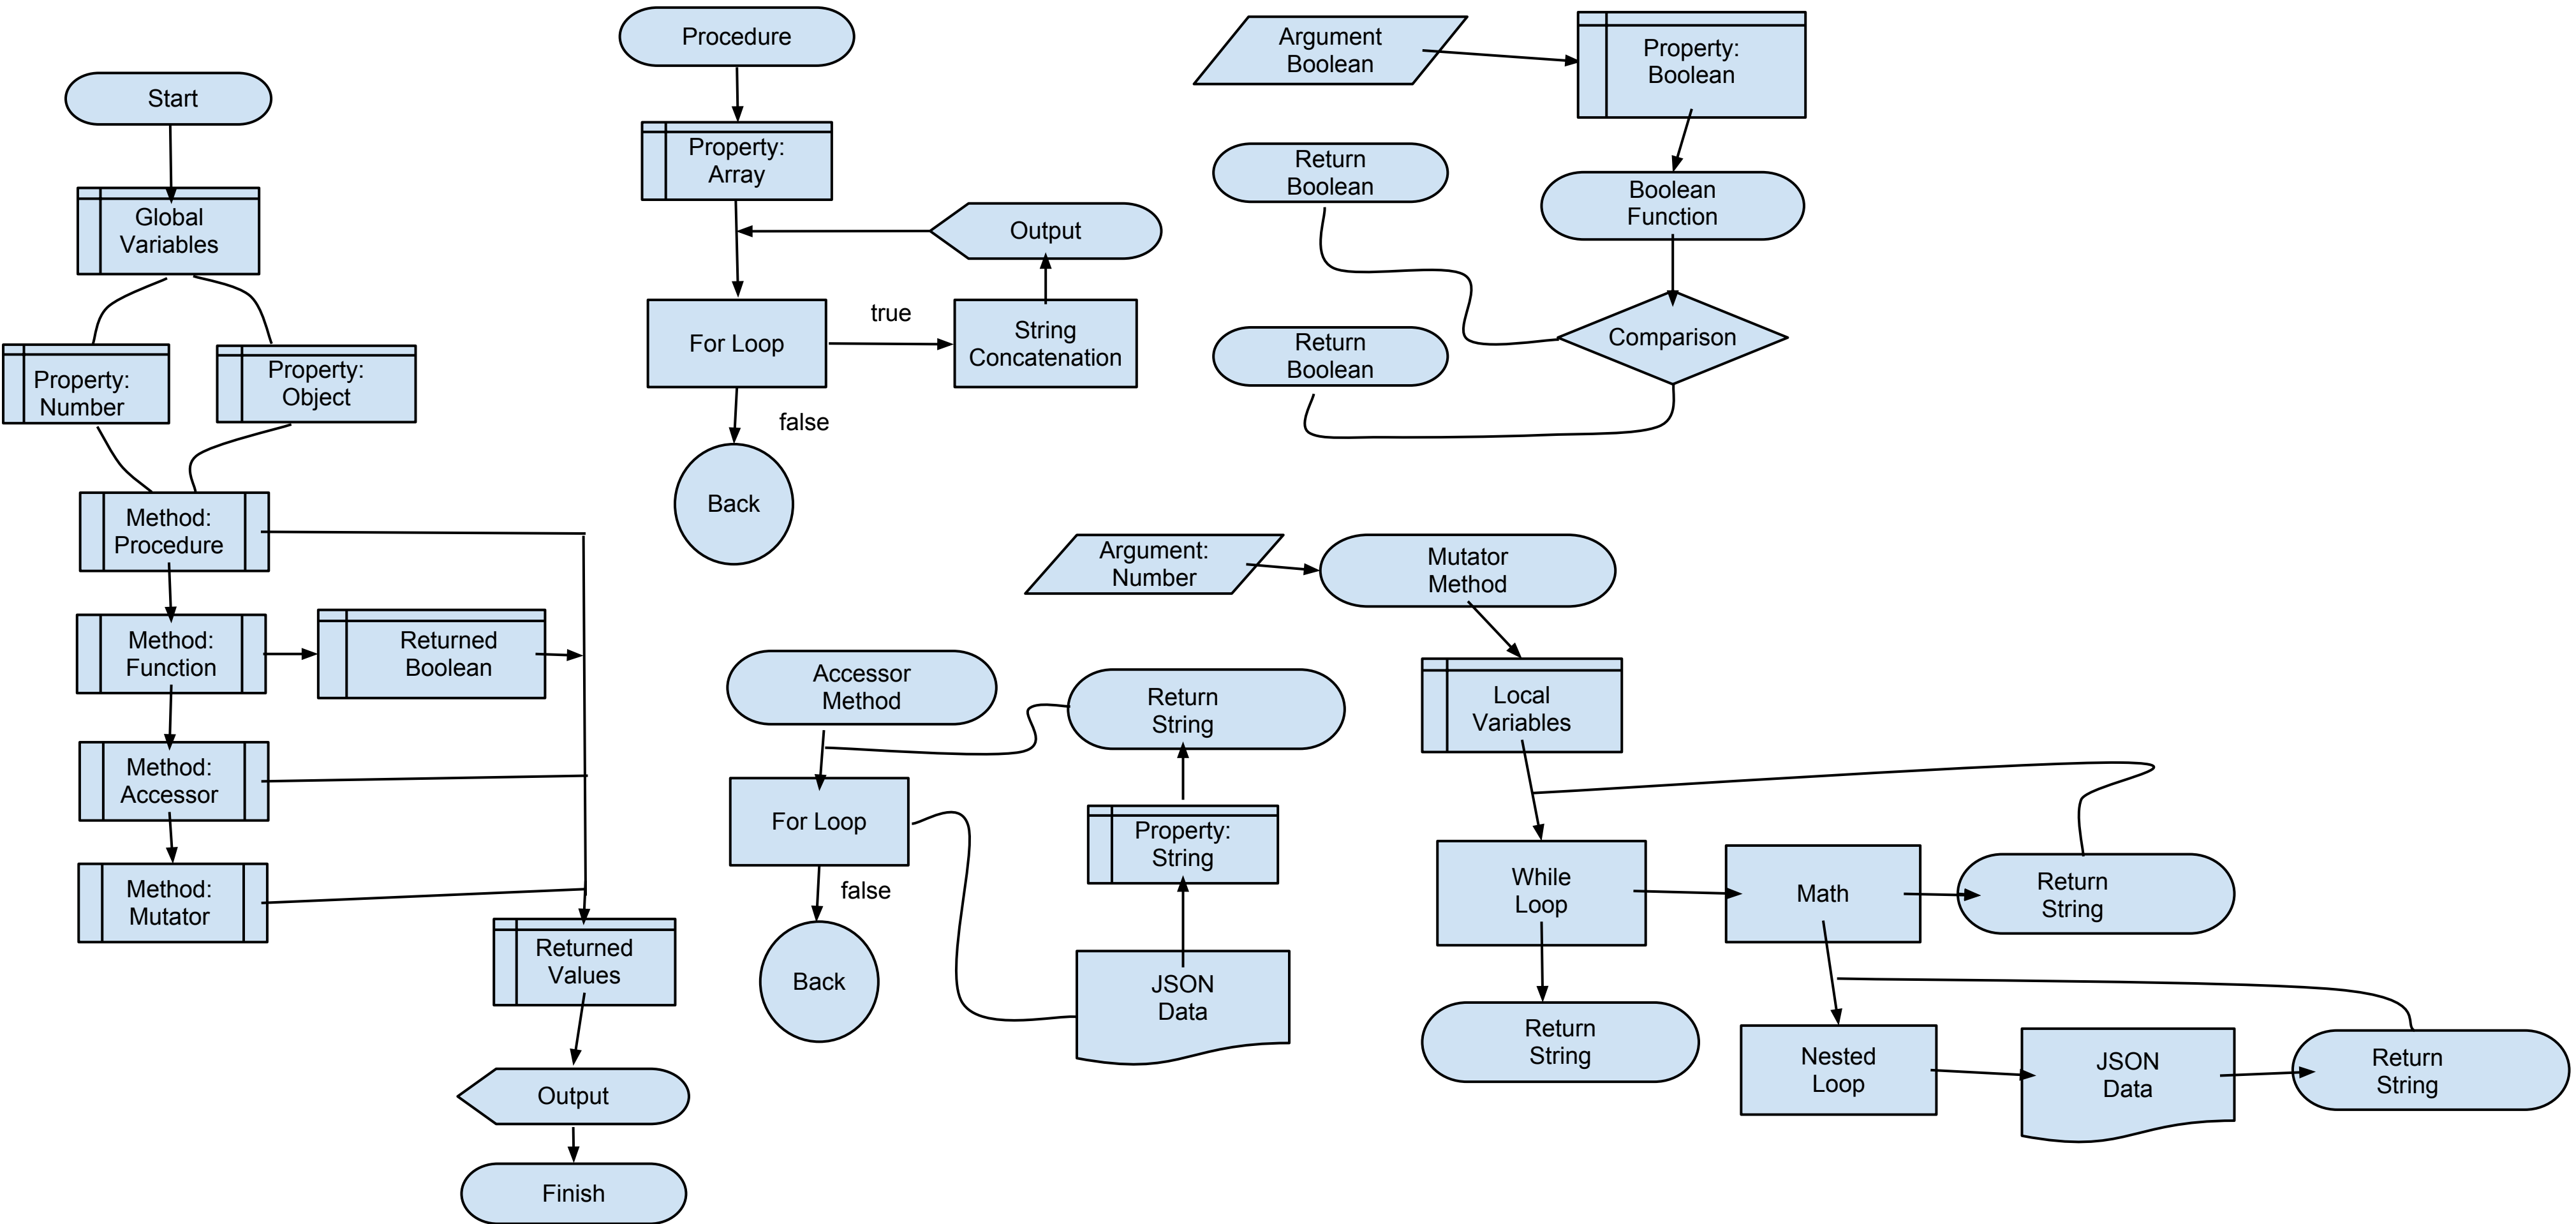 Start
Global
Variables
Property:
Number
Property:
Object
Method:
Procedure
Method:
Function
Returned
Boolean
Method:
Accessor
Method:
Mutator
Returned
Values
Output
Finish
Procedure
Property:
Array
Output
For Loop
true
String
Concatenation
false
Back
Argument
Boolean
Property:
Boolean
Return
Boolean
Boolean
Function
Return
Boolean
Comparison
Accessor
Method
Return
String
For Loop
Property:
String
false
Back
JSON
Data
Argument:
Number
Mutator
Method
Local
Variables
While
Loop
Math
Return
String
Return
String
Nested
Loop
JSON
Data
Return
String